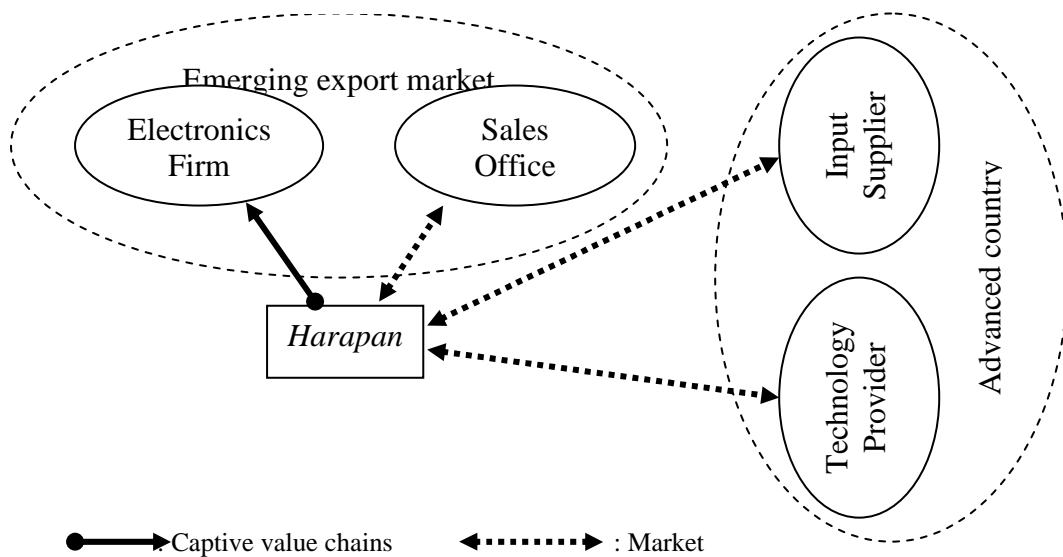 Emerging export market
Electronics
Firm
Sales
Office
Input
Supplier
Advanced country
Harapan
Technology
Provider
: Captive value chains
: Market